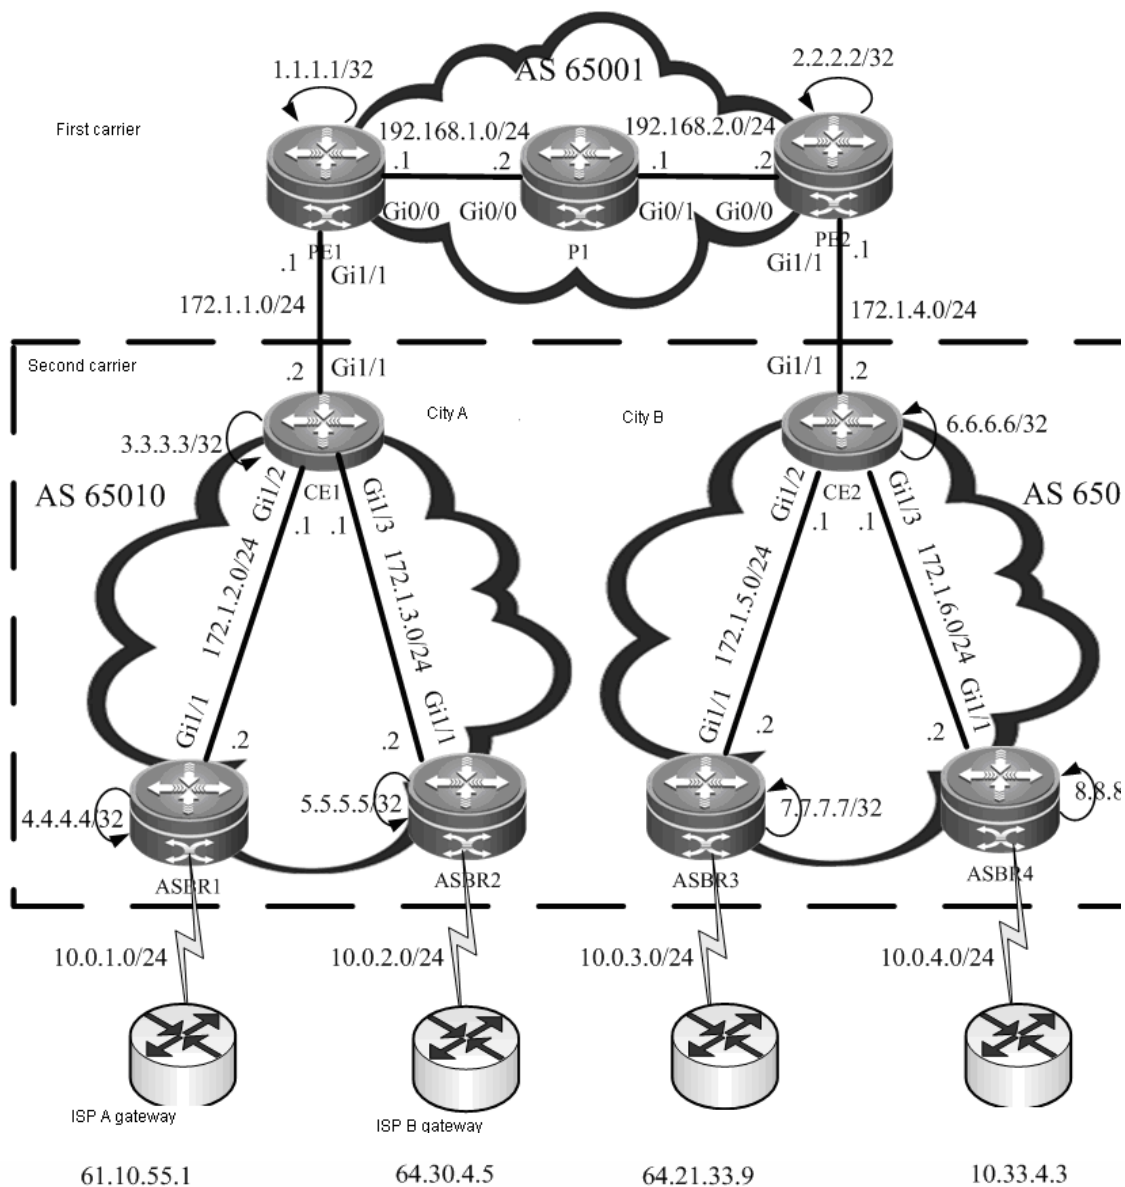 AS 65001
1.1.1.1/32
2.2.2.2/32
First carrier
192.168.1.0/24
192.168.2.0/24
.1
.2
.1
.2
Gi0/0
Gi0/0
Gi0/1
Gi0/0
PE1
P1
PE2
.1
Gi1/1
Gi1/1
.1
172.1.1.0/24
172.1.4.0/24
Second carrier
.2
Gi1/1
Gi1/1
.2
City A
City B
3.3.3.3/32
6.6.6.6/32
AS 65010
CE1
CE2
AS 650
Gi1/2
.1
.1
Gi1/3
Gi1/2
.1
.1
Gi1/3
172.1.2.0/24
172.1.3.0/24
172.1.5.0/24
172.1.6.0/24
Gi1/1
.2
Gi1/1
.2
Gi1/1
.2
Gi1/1
.2
4.4.4.4/32
5.5.5.5/32
7.7.7.7/32
8.8.8
ASBR1
ASBR2
ASBR3
ASBR4
10.0.1.0/24
10.0.2.0/24
10.0.3.0/24
10.0.4.0/24
ISP A gateway
ISP B gateway
61.10.55.1
64.30.4.5
64.21.33.9
10.33.4.3